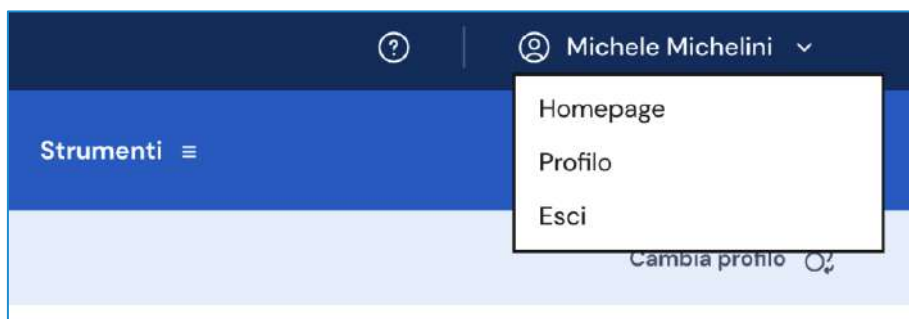 ?
Michele Michelini
Homepage
Strumenti
Profilo
Esci
Cambia profilo